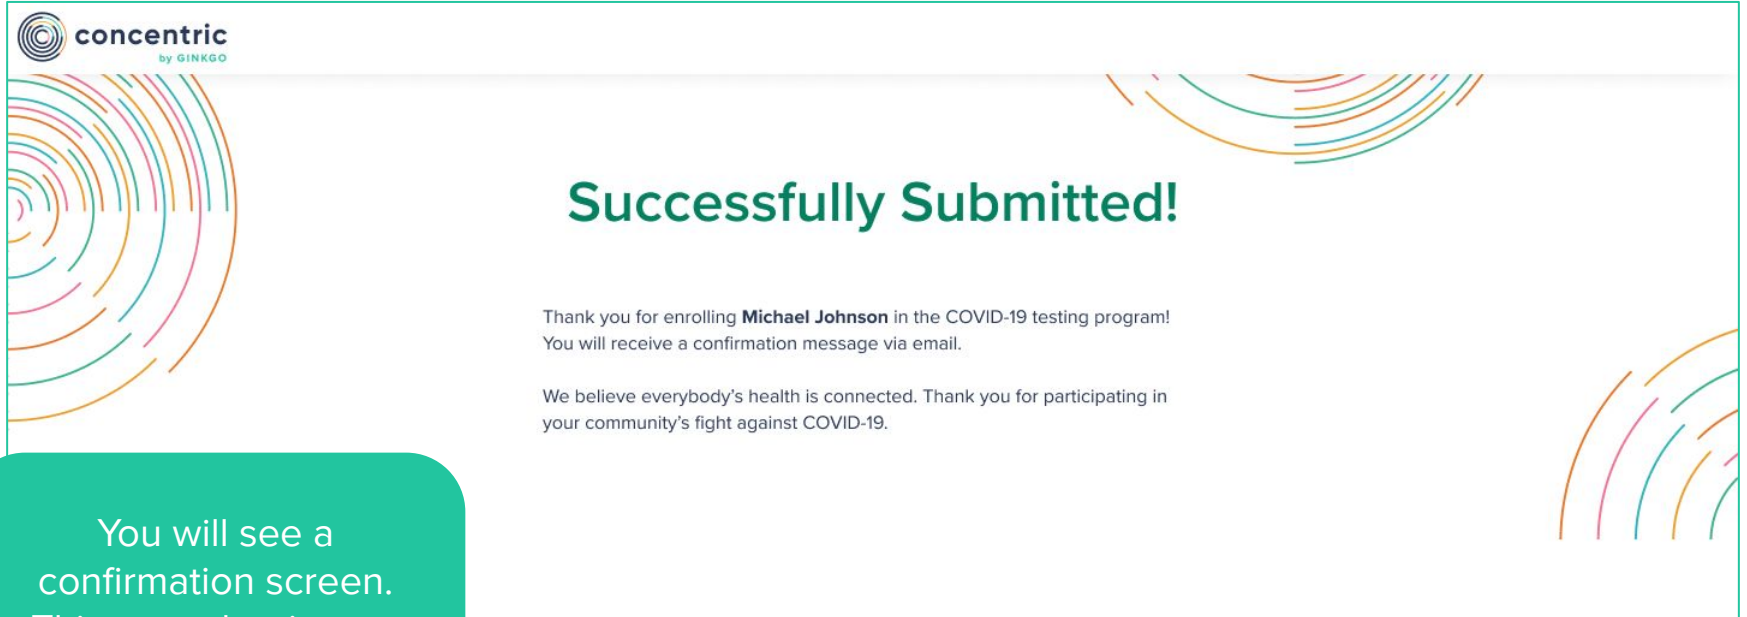 concentric
by GINKGO
Successfully Submitted!
Thank you for enrolling Michael Johnson in the COVID-19 testing program!
You will receive a confirmation message via email.
We believe everybody's health is connected. Thank you for participating in
your community's fight against COVID-19.
You will see a
confirmation screen.